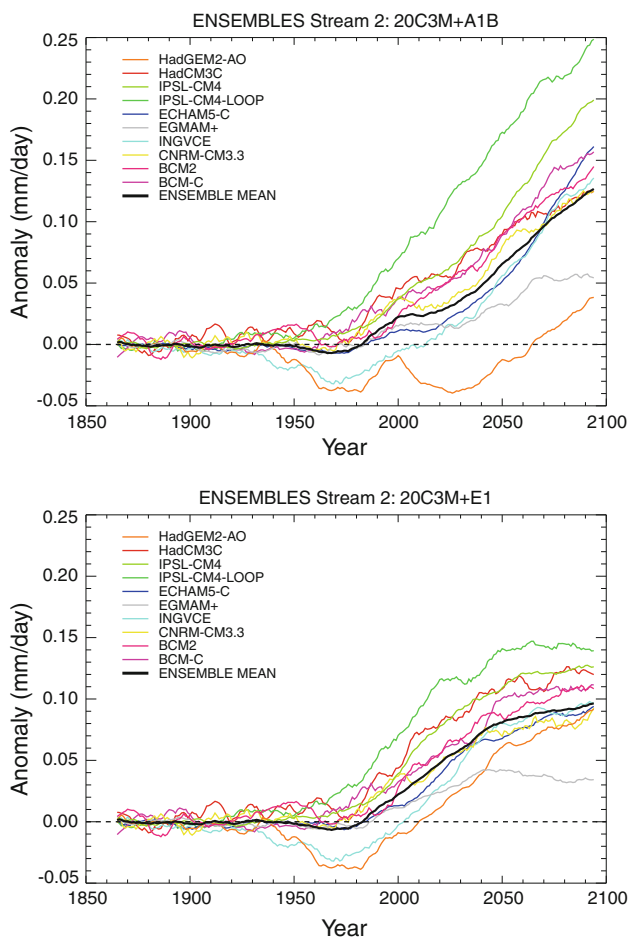 ENSEMBLES Stream 2: 20C3M+A1B
0.25
0.20
0.15
0.10
0.05
0.00
-0.05
Anomaly (mm/day)
HadGEM2-AO
HadCM3C
IPSL-CM4
IPSL-CM4-LOOP
ECHAM5-C
EGMAM+
INGVCE
CNRM-CM3.3
BCM2
BCM-C
ENSEMBLE MEAN
1850 1900 1950 2000 2050 2100
Year
ENSEMBLES Stream 2: 20C3M+E1
0.25
0.20
0.15
0.10
0.05
0.00
-0.05
Anomaly (mm/day)
HadGEM2-AO
HadCM3C
IPSL-CM4
IPSL-CM4-LOOP
ECHAM5-C
EGMAM+
INGVCE
CNRM-CM3.3
BCM2
BCM-C
ENSEMBLE MEAN
1850 1900 1950 2000 2050 2100
Year